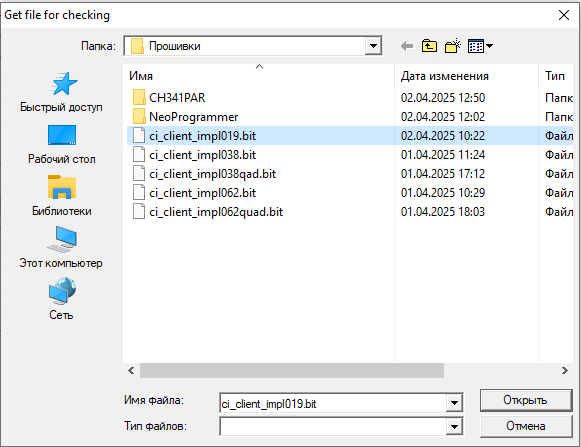 Get file for checking
Папка: Прошивки
Быстрый доступ
Рабочий стол
Библиотеки
Этот компьютер
Сеть
Имя Дата изменения Тип
CH341PAR 02.04.2025 12:50 Папк
NeoProgrammer 02.04.2025 12:02 Папк
ci_client_impl019.bit 02.04.2025 10:22 Файл
ci_client_impl038.bit 01.04.2025 11:24 Файл
ci_client_impl038qad.bit 01.04.2025 17:12 Файл
ci_client_impl062.bit 01.04.2025 10:29 Файл
ci_client_impl062quad.bit 01.04.2025 18:03 Файл
Имя файла: ci_client_impl019.bit Открыть
Тип файлов: Отмена